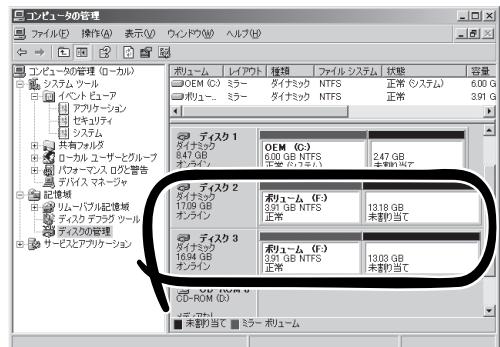 コンピュータの管理
ファイル(F) 操作(A) 表示(V) ウィンドウ(W) ヘルプ(H)
コンピュータの管理 (ローカル)
システム ツール
イベント ビューア
アプリケーション
セキュリティ
システム
共有フォルダ
ローカル ユーザーとグループ
パフォーマンス ログと警告
デバイス マネージャ
記憶域
リムーバブル記憶域
ディスク デフラグ ツール
ディスクの管理
サービスとアプリケーション
ボリューム レイアウト 種類 ファイル システム 状態 容量
OEM (C:) ミラー ダイナミック NTFS 正常 (システム) 6.00 G
ボリュー... ミラー ダイナミック NTFS 正常 3.91 G
ディスク 1
ダイナミック
8.47 GB
オンライン
OEM (C:)
6.00 GB NTFS
正常 (システム)
2.47 GB
未割り当て
ディスク 2
ダイナミック
17.09 GB
オンライン
ボリューム (F:)
3.91 GB NTFS
正常
13.18 GB
未割り当て
ディスク 3
ダイナミック
16.94 GB
オンライン
ボリューム (F:)
3.91 GB NTFS
正常
13.03 GB
未割り当て
CD-ROM 0
CD-ROM (D:)
未割り当て ミラー ボリューム